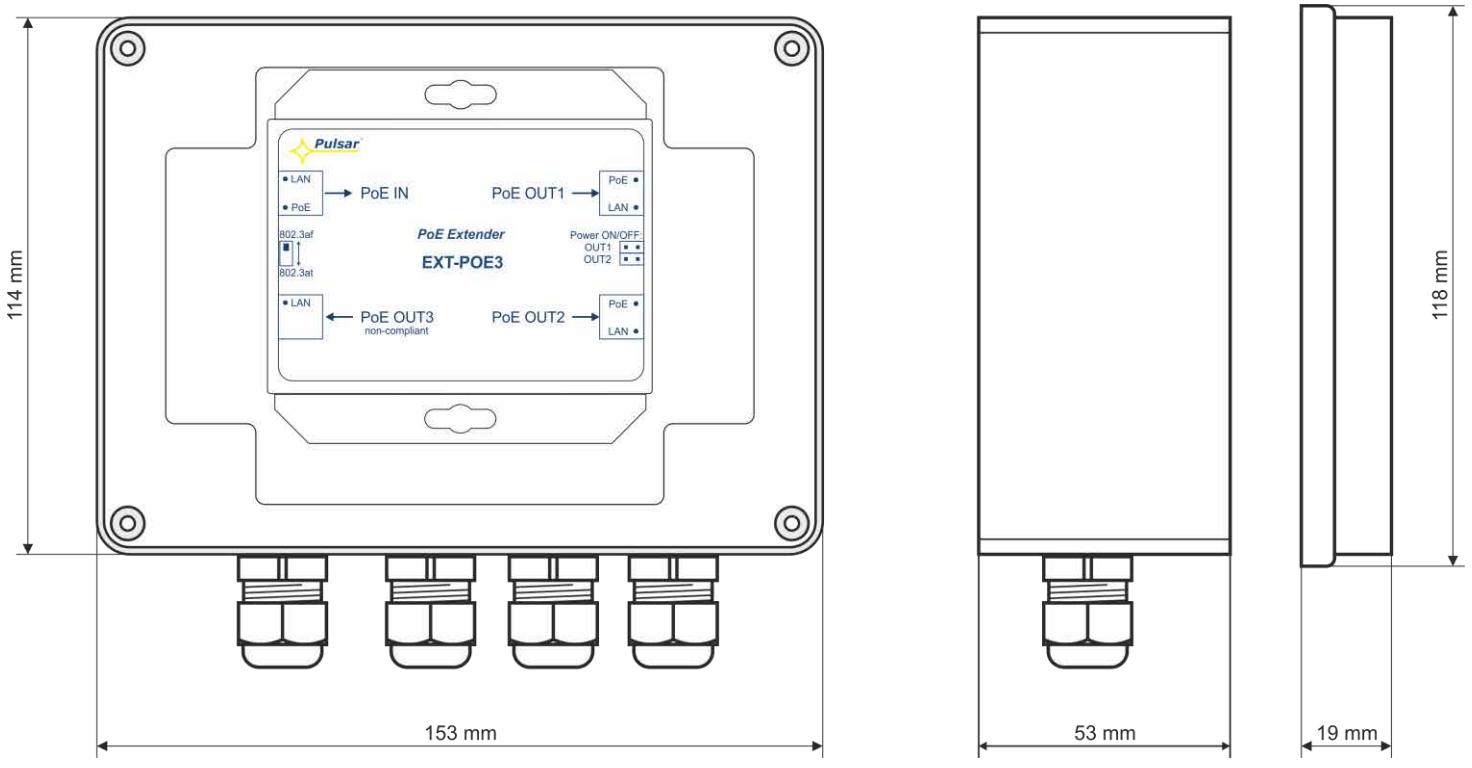 Pulsar
LAN
PoE
PoE IN
PoE OUT1
PoE
LAN
802.3af
802.3at
PoE Extender
EXT-POE3
Power ON/OFF:
OUT1
OUT2
LAN
PoE OUT3
non-compliant
PoE OUT2
PoE
LAN
114 mm
153 mm
53 mm
118 mm
19 mm